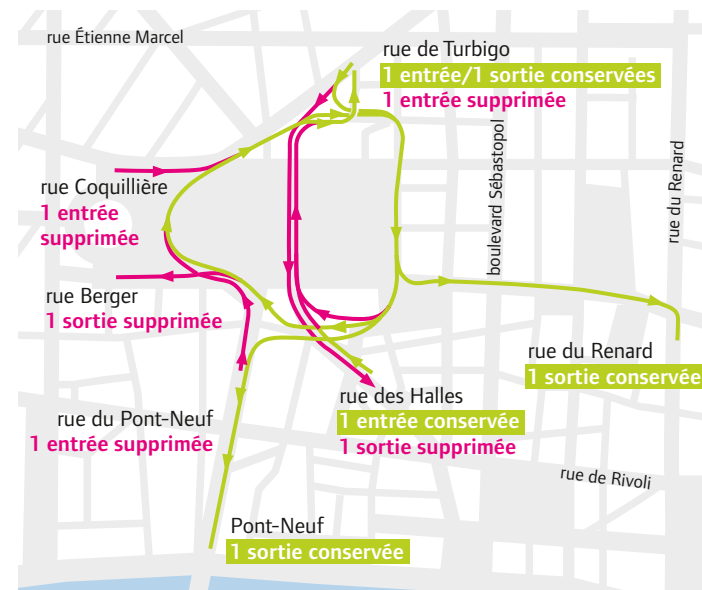 rue Étienne Marcel
rue de Turbigo
1 entrée/1 sortie conservées
1 entrée supprimée
boulevard Sébastopol
rue du Renard
rue Coquillière
1 entrée
supprimée
rue Berger
1 sortie supprimée
rue du Renard
1 sortie conservée
rue des Halles
1 entrée conservée
1 sortie supprimée
rue du Pont-Neuf
1 entrée supprimée
rue de Rivoli
Pont-Neuf
1 sortie conservée